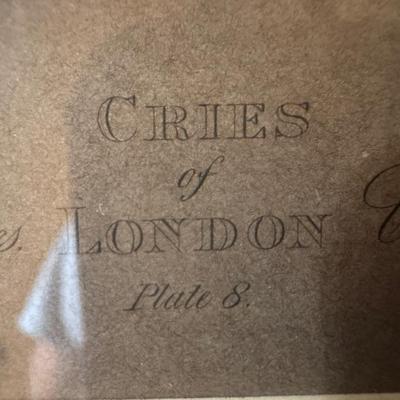 CRIES
of
LONDON
Plate 8.